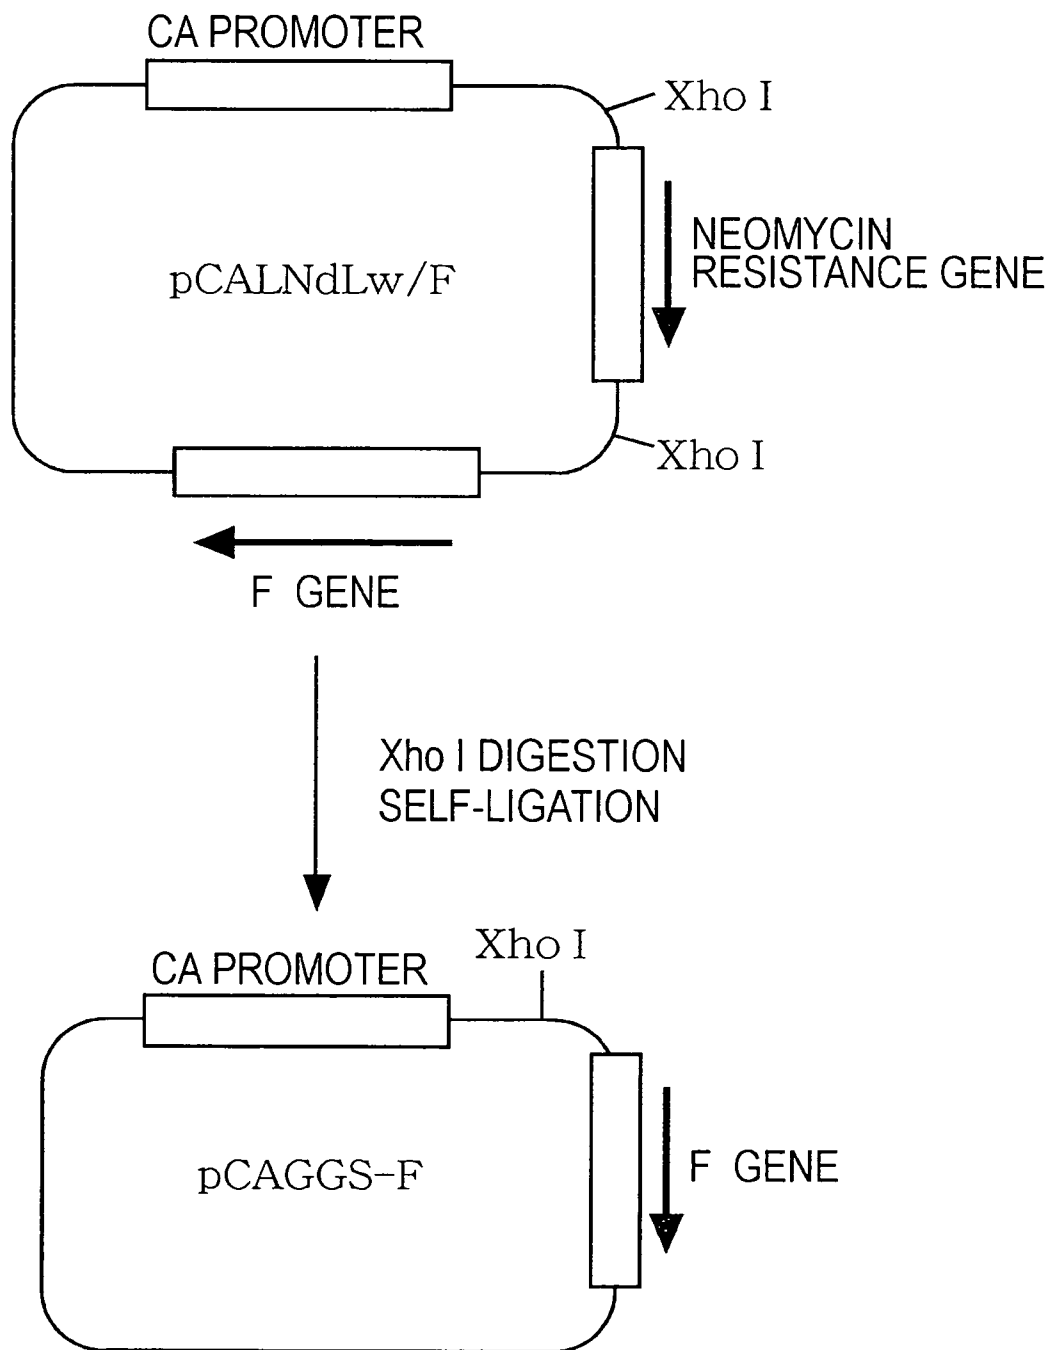 CA PROMOTER
Xho I
NEOMYCIN
RESISTANCE GENE
pCALNdLw/F
Xho I
F GENE
Xho I DIGESTION
SELF-LIGATION
Xho I
CA PROMOTER
pCAGGS-F
F GENE